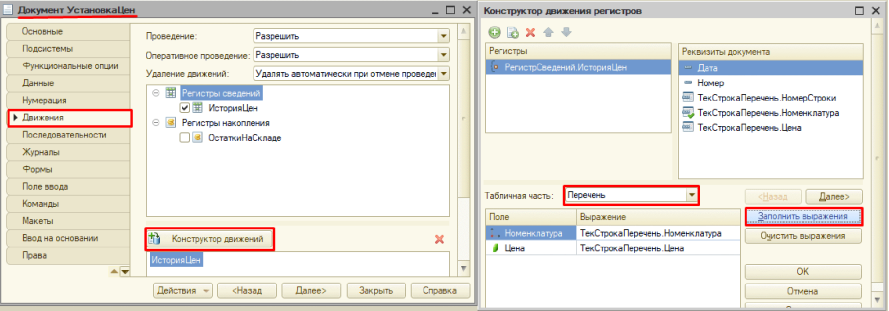 Документ УстановкаЦен
Основные
Подсистемы
Функциональные опции
Данные
Нумерация
Движения
Последовательности
Журналы
Формы
Поле ввода
Команды
Макеты
Ввод на основании
Права
Проведение: Разрешить
Оперативное проведение: Разрешить
Удаление движений: Удалять автоматически при отмене проведен
Регистры сведений
ИсторияЦен
Регистры накопления
ОстаткиНаСкладе
Конструктор движений
ИсторияЦен
Действия <Назад Далее> Закрыть Справка
Конструктор движения регистров
Регистры
РегистрСведений.ИсторияЦен
Реквизиты документа
Дата
Номер
ТекСтрокаПеречень.НомерСтроки
ТекСтрокаПеречень.Номенклатура
ТекСтрокаПеречень.Цена
Табличная часть: Перечень
<Назад Далее>
Поле Выражение
Номенклатура ТекСтрокаПеречень.Номенклатура
Цена ТекСтрокаПеречень.Цена
Заполнить выражения
Очистить выражения
OK
Отмена